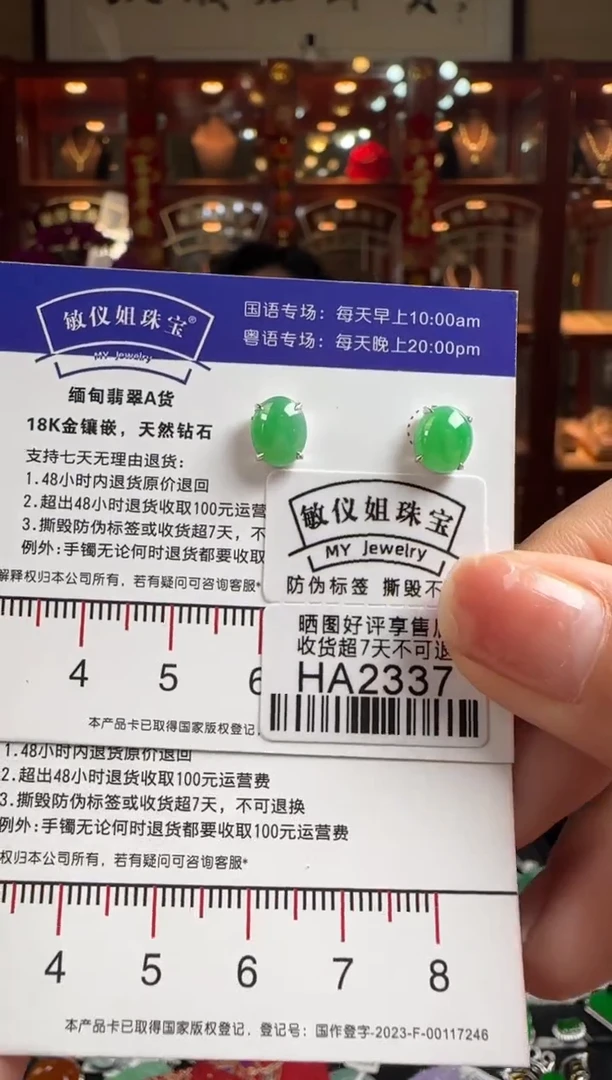 敏仪姐珠宝®
MY Jewelry
国语专场：每天早上10:00am
粤语专场：每天晚上20:00pm
缅甸翡翠A货
18K金镶嵌，天然钻石
支持七天无理由退货：
1.48小时内退货原价退回
2.超出48小时退货收取100元运营
3.撕毁防伪标签或收货超7天，不
例外:手镯无论何时退货都要收取
解释权归本公司所有，若有疑问可咨询客服*
4 5 6
本产品卡已取得国家版权登记，
敏仪姐珠宝
MY Jewelry
防伪标签 撕毁不
晒图好评享售
收货超7天不可退
HA2337
1.48小时内退货原价退回
2.超出48小时退货收取100元运营费
3.撕毁防伪标签或收货超7天，不可退换
例外:手镯无论何时退货都要收取100元运营费
权归本公司所有，若有疑问可咨询客服*
4 5 6 7 8
本产品卡已取得国家版权登记，登记号：国作登字-2023-F-00117246